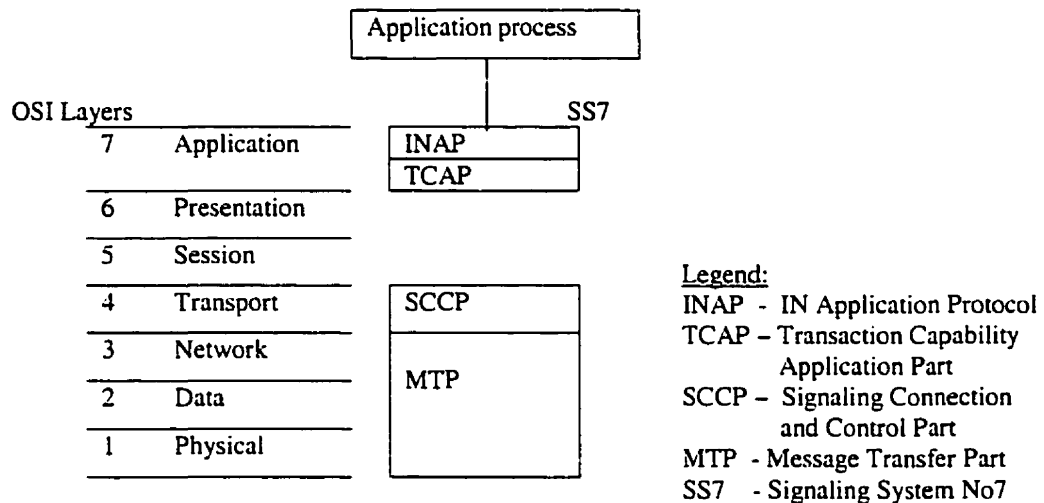 Application process
OSI Layers
SS7
7 Application
INAP
TCAP
6 Presentation
5 Session
4 Transport
SCCP
3 Network
MTP
2 Data
1 Physical
Legend:
INAP - IN Application Protocol
TCAP – Transaction Capability
Application Part
SCCP – Signaling Connection
and Control Part
MTP - Message Transfer Part
SS7 - Signaling System No7